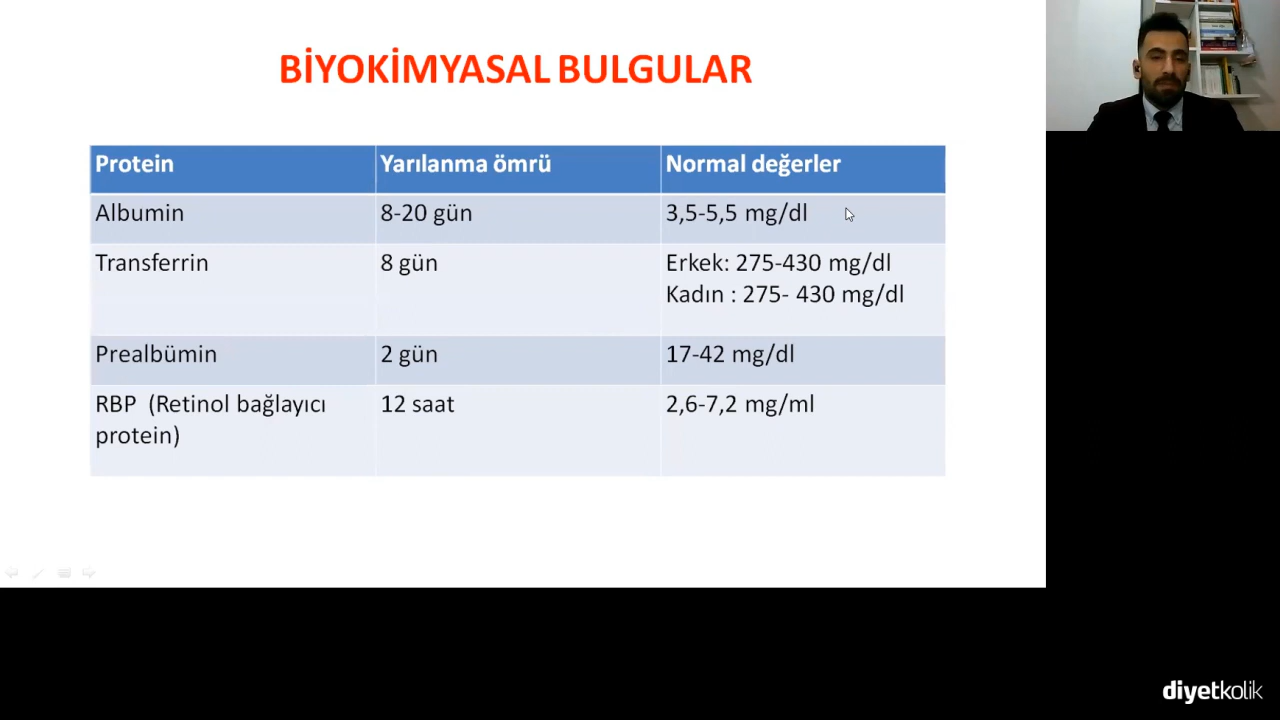 BİYOKİMYASAL BULGULAR
Protein Yarılanma ömrü Normal değerler
Albumin 8-20 gün 3,5-5,5 mg/dl
Transferrin 8 gün Erkek: 275-430 mg/dl
Kadın : 275- 430 mg/dl
Prealbümin 2 gün 17-42 mg/dl
RBP (Retinol bağlayıcı 12 saat 2,6-7,2 mg/ml
protein)
diyetkolik